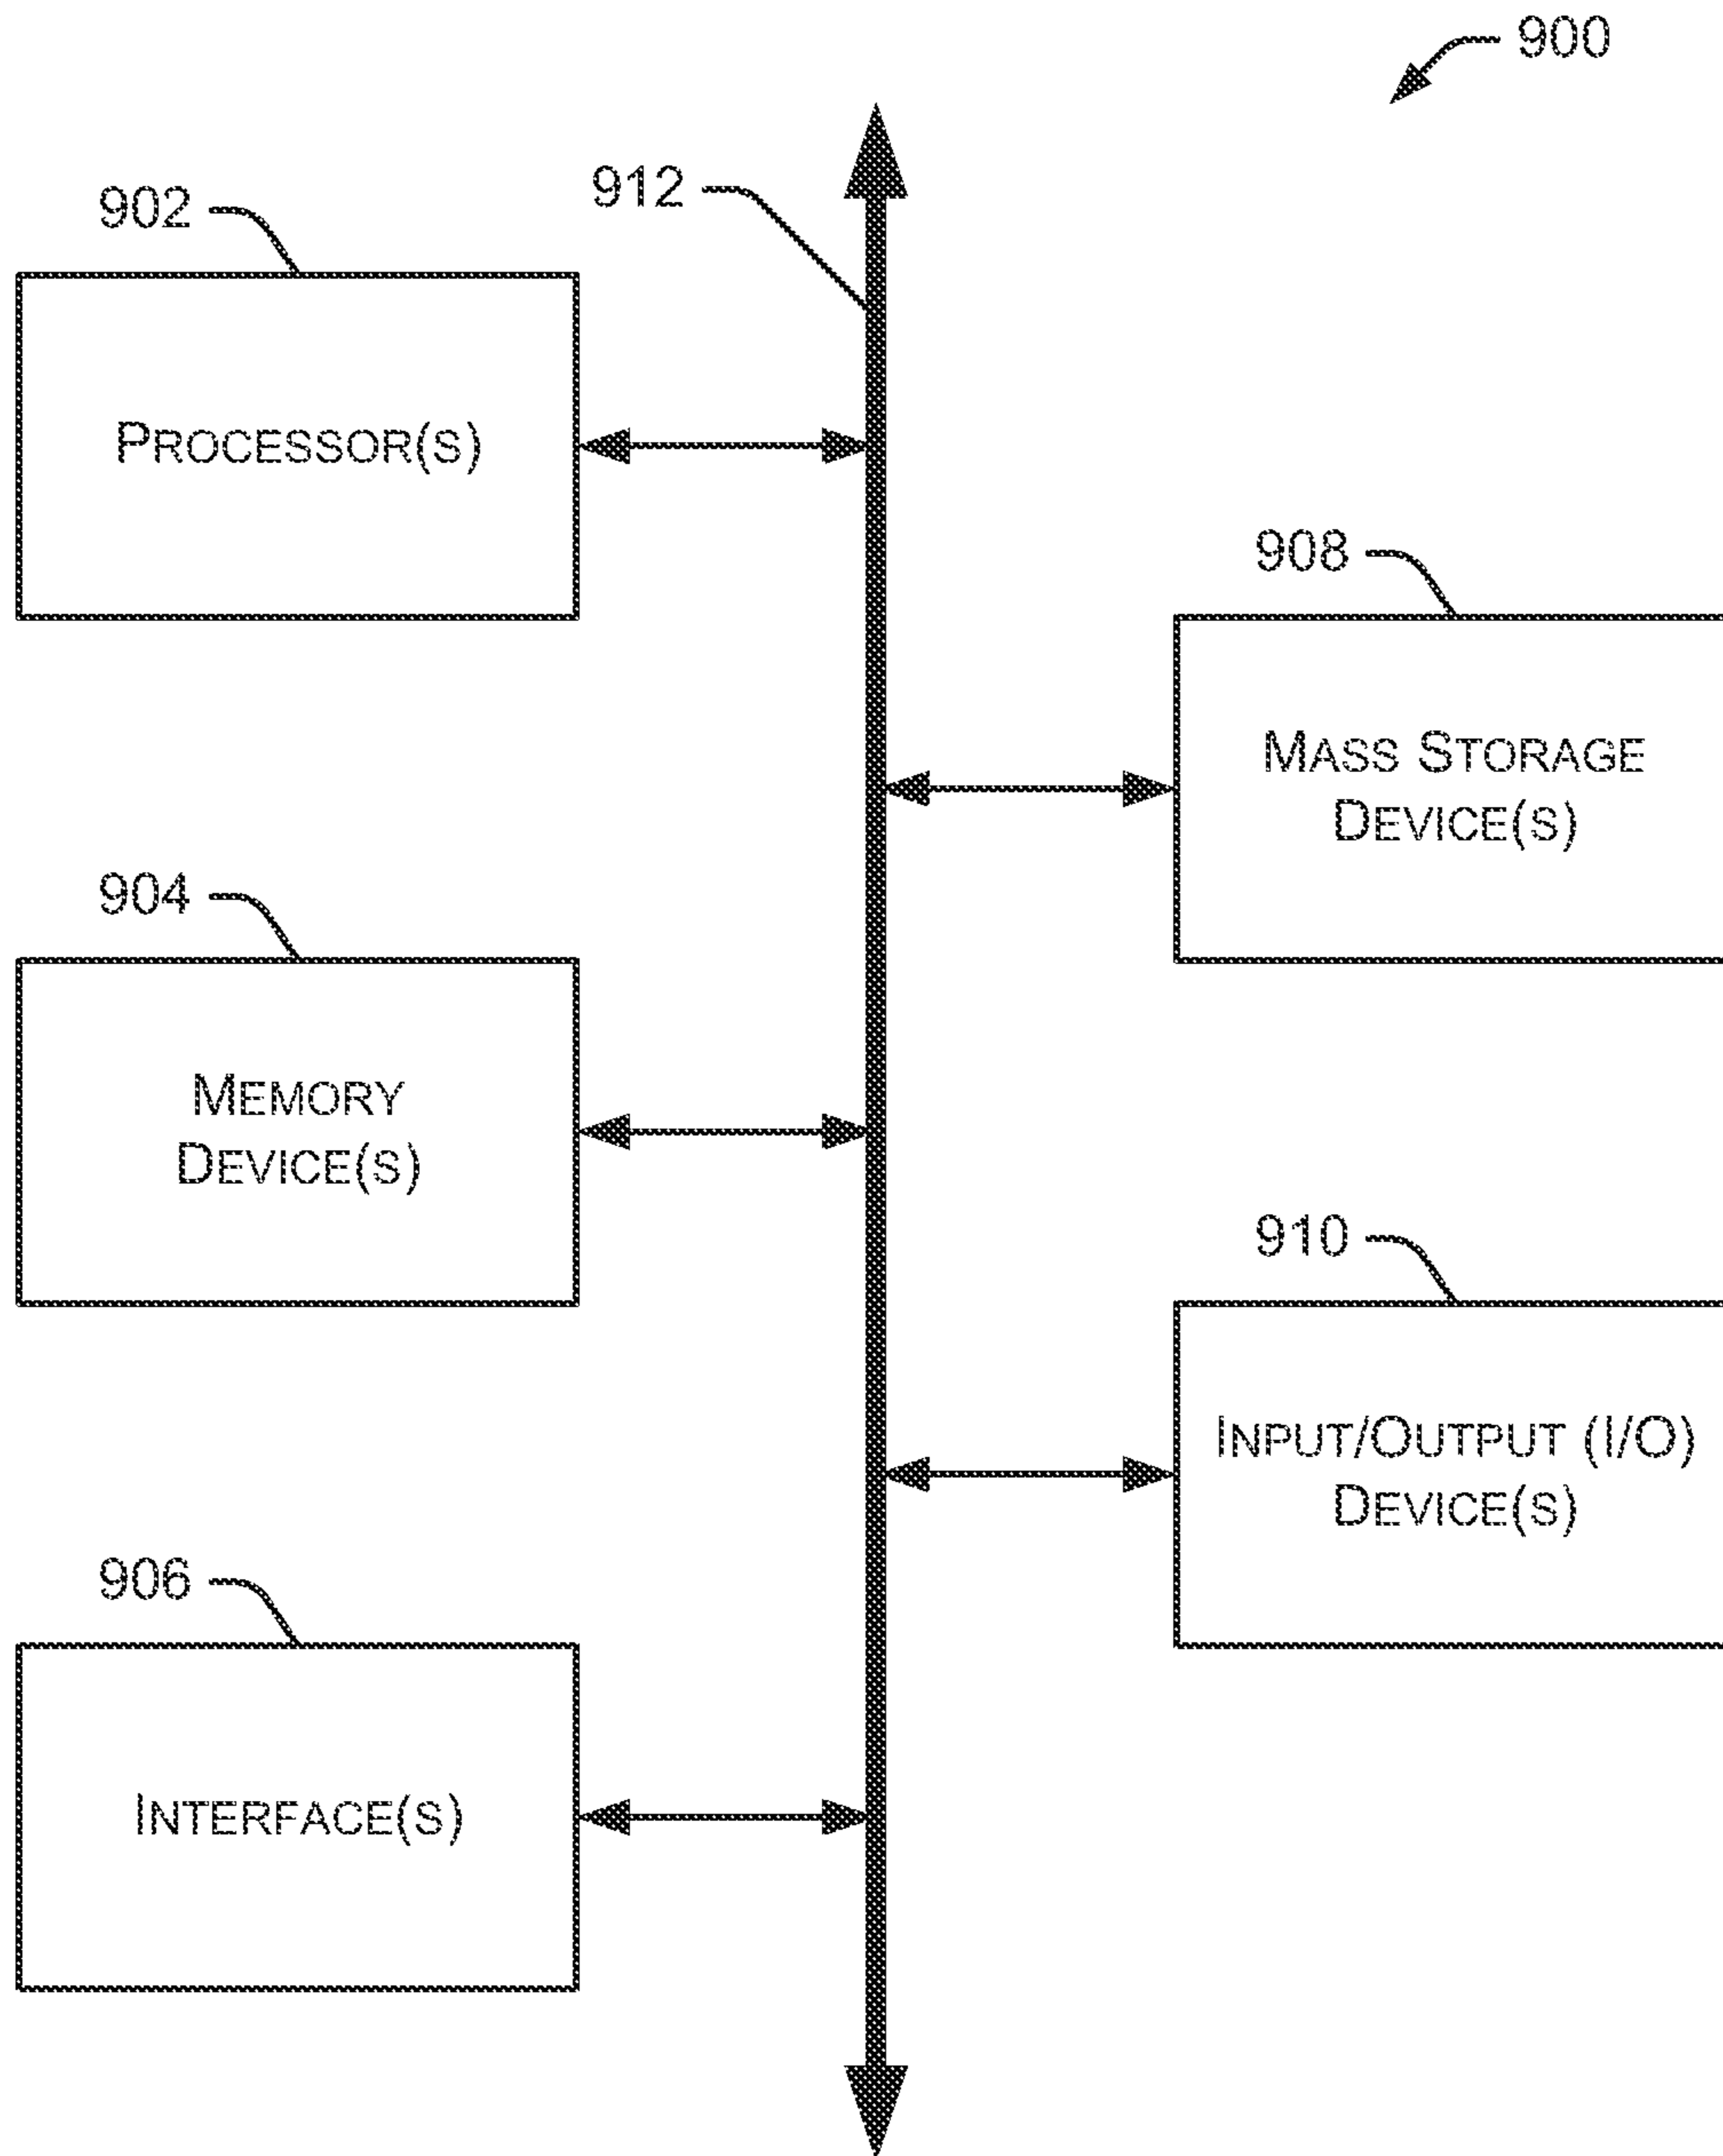 900
912
902
PROCESSOR(S)
908
MASS STORAGE
DEVICE(S)
904
MEMORY
DEVICE(S)
910
INPUT/OUTPUT (I/O)
DEVICE(S)
906
INTERFACE(S)